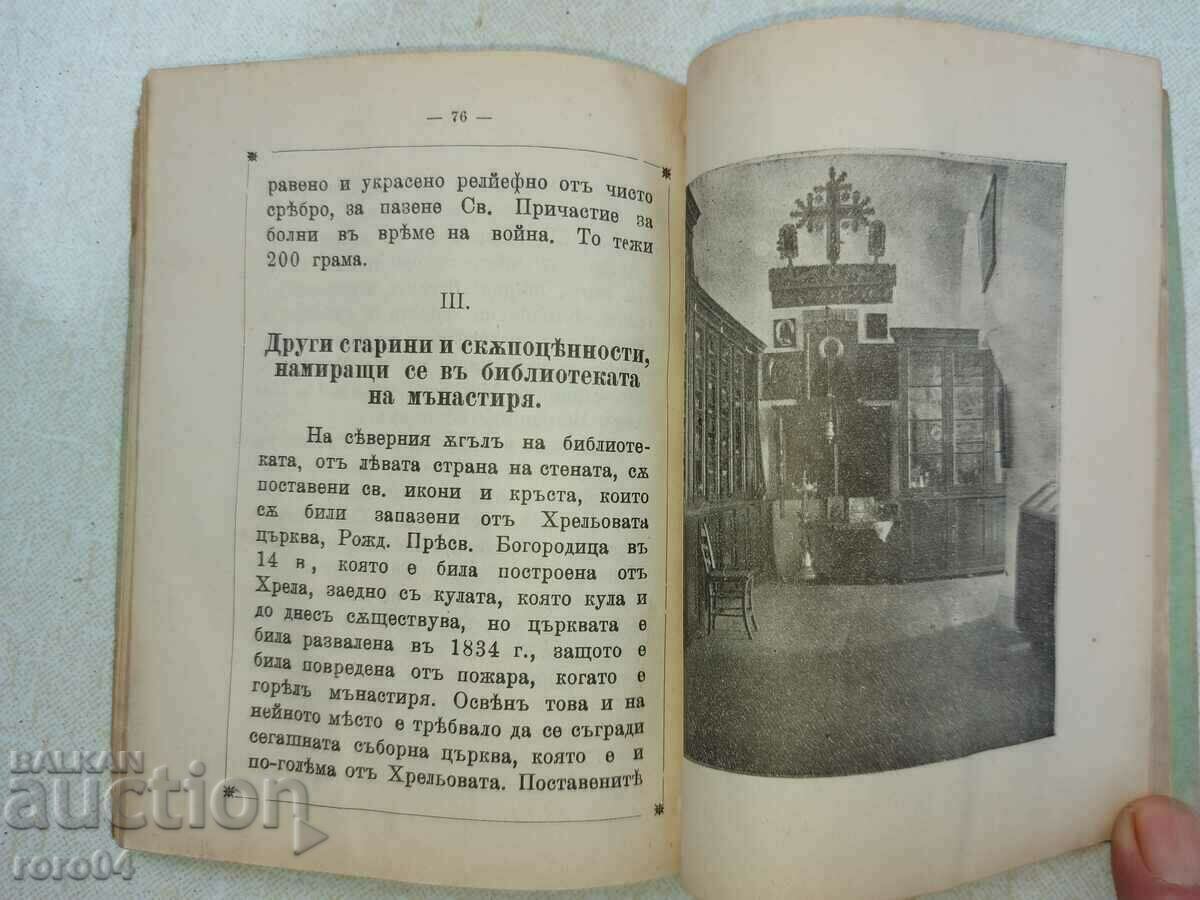 — 76 —
равено и украсено релйефно отъ чисто
срѣбро, за пазене Св. Причастие за
болни въ врѣме на война. То тежи
200 грама.
III.
Други старини и скѫпоцѣнности,
намиращи се въ библиотеката
на мънастиря.
На сѣверния ѫгълъ на библиоте-
ката, отъ лѣвата страна на стената, сѫ
поставени св. икони и кръста, които
сѫ били запазени отъ Хрельовата
църква, Рожд. Прѣсв. Богородица въ
14 в, която е била построена отъ
Хрела, заедно съ кулата, която кула и
до днесъ сѫществува, но църквата е
била развалена въ 1834 г., защото е
била повредена отъ пожара, когато е
горѣлъ мънастиря. Освѣнъ това и на
нейното мѣсто е трѣбвало да се съгради
сегашната съборна църква, която е и
по-голѣма отъ Хрельовата. Поставенитѣ
BALKAN
auction
roro04